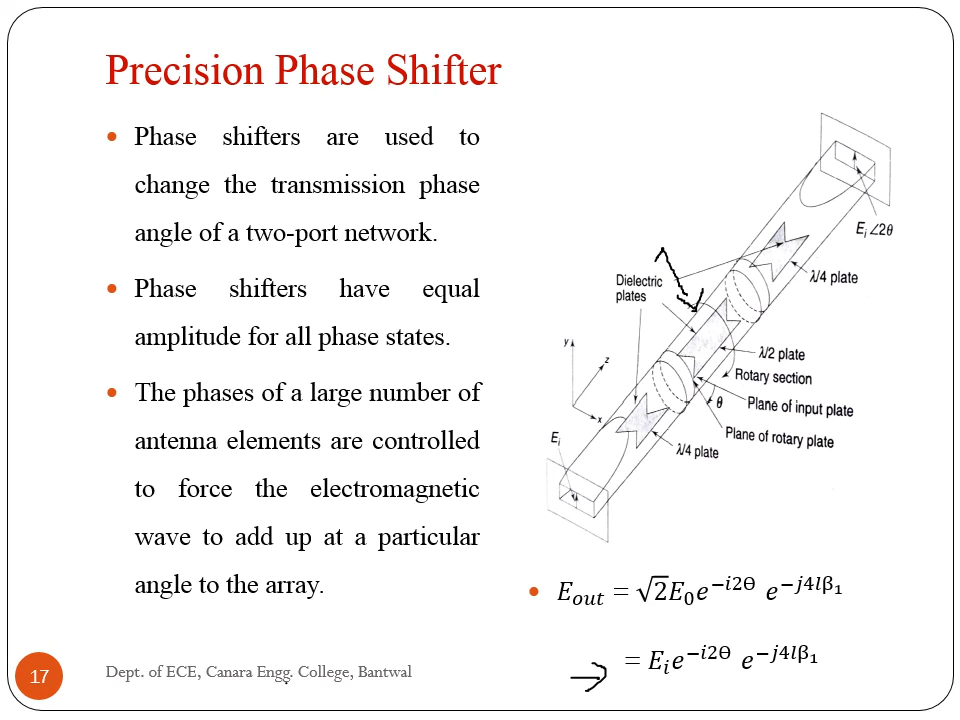 Precision Phase Shifter
• Phase shifters are used to
change the transmission phase
angle of a two-port network.
• Phase shifters have equal
amplitude for all phase states.
• The phases of a large number of
antenna elements are controlled
to force the electromagnetic
wave to add up at a particular
angle to the array.
E_i ∠2θ
λ/4 plate
Dielectric
plates
y
z
x
λ/2 plate
Rotary section
θ
Plane of input plate
Plane of rotary plate
λ/4 plate
E_i
• E_out = √2E₀e^(−i2Θ) e^(−j4lβ₁)
= E_i e^(−i2Θ) e^(−j4lβ₁)
17
Dept. of ECE, Canara Engg. College, Bantwal